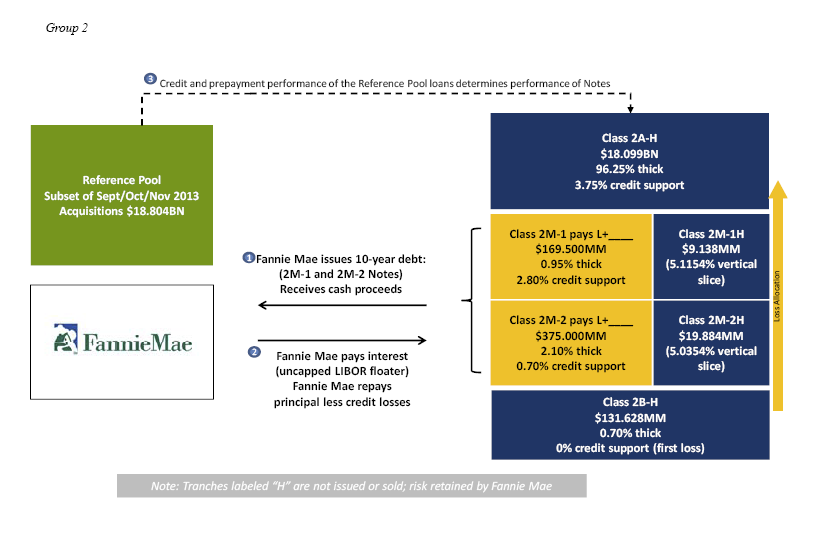 Group 2
3 Credit and prepayment performance of the Reference Pool loans determines performance of Notes
Reference Pool
Subset of Sept/Oct/Nov 2013
Acquisitions $18.804BN
FannieMae
1 Fannie Mae issues 10-year debt:
(2M-1 and 2M-2 Notes)
Receives cash proceeds
2
Fannie Mae pays interest
(uncapped LIBOR floater)
Fannie Mae repays
principal less credit losses
Class 2A-H
$18.099BN
96.25% thick
3.75% credit support
Class 2M-1 pays L+____
$169.500MM
0.95% thick
2.80% credit support
Class 2M-1H
$9.138MM
(5.1154% vertical
slice)
Class 2M-2 pays L+____
$375.000MM
2.10% thick
0.70% credit support
Class 2M-2H
$19.884MM
(5.0354% vertical
slice)
Class 2B-H
$131.628MM
0.70% thick
0% credit support (first loss)
Loss Allocation
Note: Tranches labeled “H” are not issued or sold; risk retained by Fannie Mae